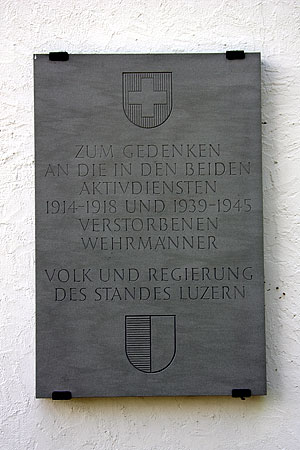 ZUM GEDENKEN
AN DIE IN DEN BEIDEN
AKTIVDIENSTEN
1914–1918 UND 1939–1945
VERSTORBENEN
WEHRMÄNNER
VOLK UND REGIERUNG
DES STANDES LUZERN